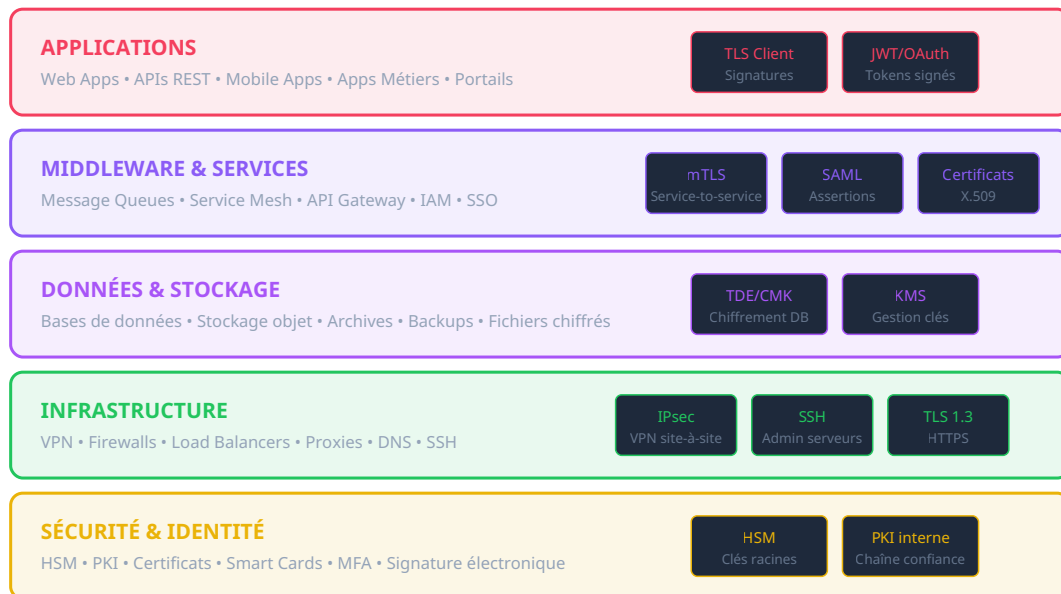 APPLICATIONS
Web Apps • APIs REST • Mobile Apps • Apps Métiers • Portails
TLS Client
Signatures
JWT/OAuth
Tokens signés
MIDDLEWARE & SERVICES
Message Queues • Service Mesh • API Gateway • IAM • SSO
mTLS
Service-to-service
SAML
Assertions
Certificats
X.509
DONNÉES & STOCKAGE
Bases de données • Stockage objet • Archives • Backups • Fichiers chiffrés
TDE/CMK
Chiffrement DB
KMS
Gestion clés
INFRASTRUCTURE
VPN • Firewalls • Load Balancers • Proxies • DNS • SSH
IPsec
VPN site-à-site
SSH
Admin serveurs
TLS 1.3
HTTPS
SÉCURITÉ & IDENTITÉ
HSM • PKI • Certificats • Smart Cards • MFA • Signature électronique
HSM
Clés racines
PKI interne
Chaîne confiance